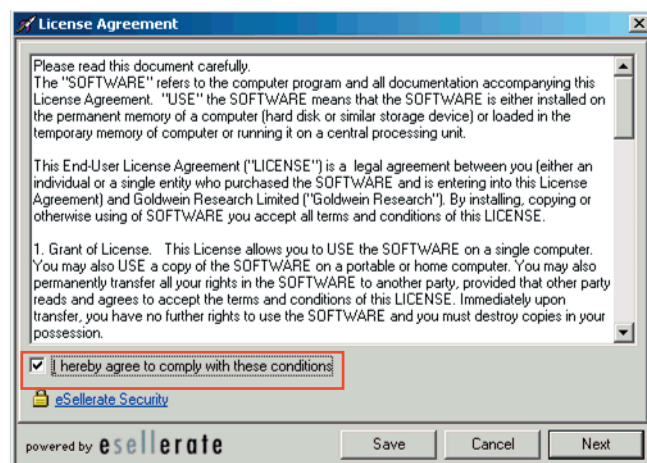 License Agreement
Please read this document carefully.
The "SOFTWARE" refers to the computer program and all documentation accompanying this
License Agreement.  "USE" the SOFTWARE means that the SOFTWARE is either installed on
the permanent memory of a computer (hard disk or similar storage device) or loaded in the
temporary memory of computer or running it on a central processing unit.
This End-User License Agreement ("LICENSE") is a  legal agreement between you (either an
individual or a single entity who purchased the SOFTWARE and is entering into this License
Agreement) and Goldwein Research Limited ("Goldwein Research"). By installing, copying or
otherwise using of SOFTWARE you accept all terms and conditions of this LICENSE.
1. Grant of License.   This License allows you to USE the SOFTWARE on a single computer.
You may also USE a copy of the SOFTWARE on a portable or home computer. You may also
permanently transfer all your rights in the SOFTWARE to another party, provided that other party
reads and agrees to accept the terms and conditions of this LICENSE. Immediately upon
transfer, you have no further rights to use the SOFTWARE and you must destroy copies in your
possession.
I hereby agree to comply with these conditions
eSellerate Security
powered by esellerate
Save
Cancel
Next